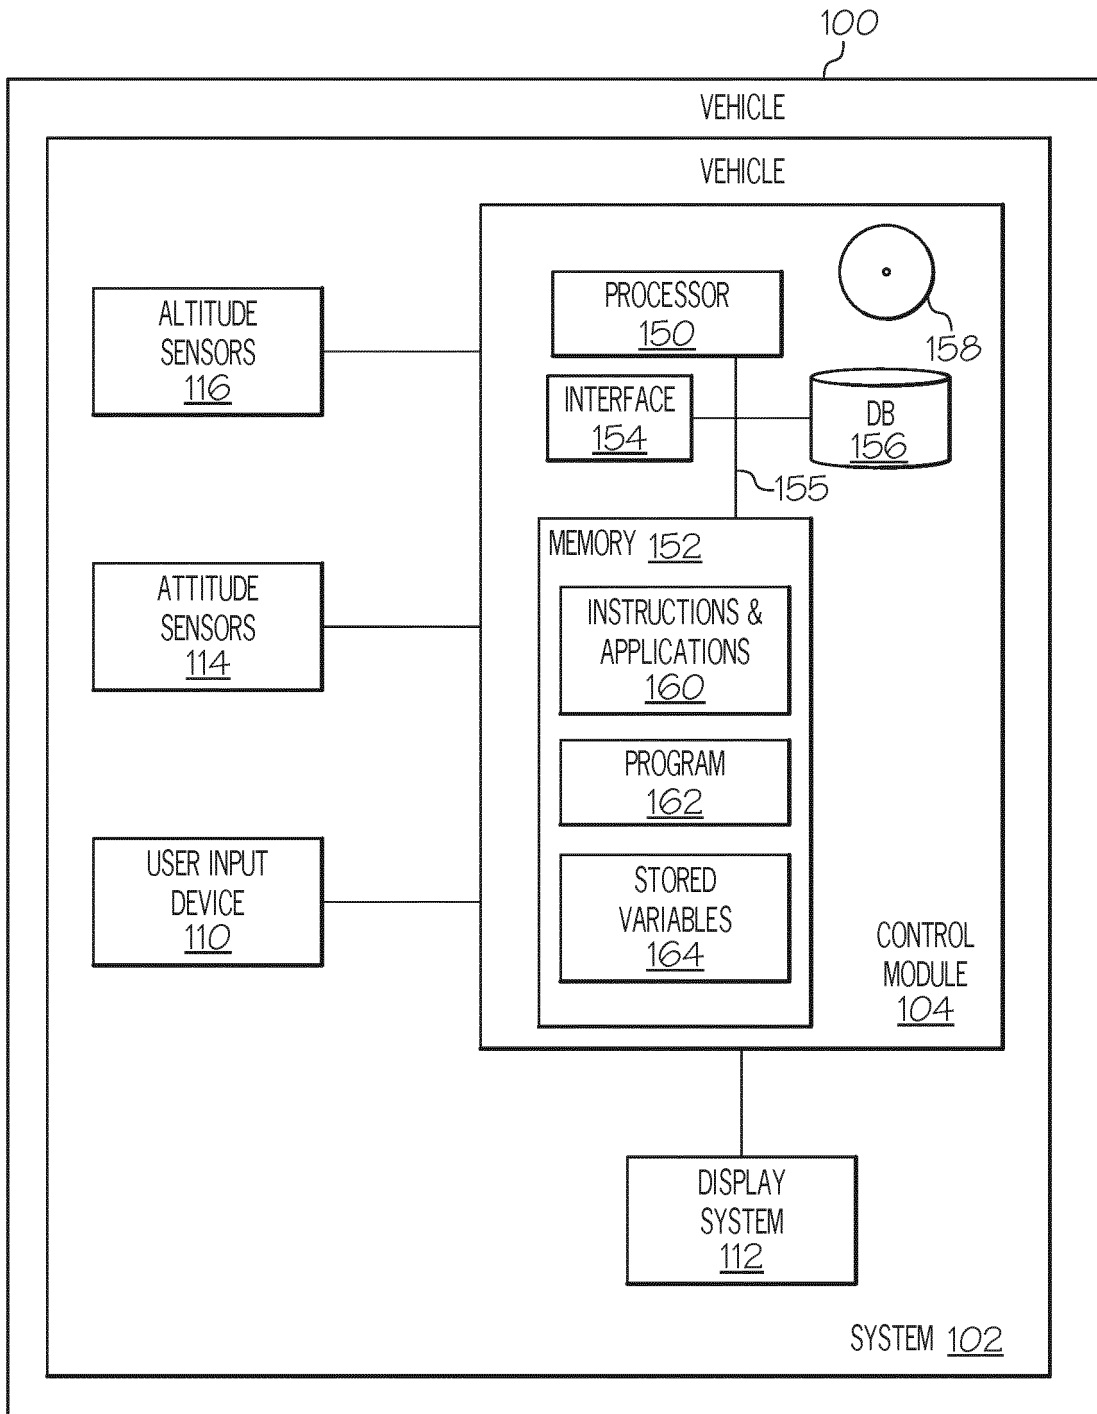 100
VEHICLE
VEHICLE
PROCESSOR
150
158
ALTITUDE
SENSORS
116
INTERFACE
154
DB
156
155
MEMORY 152
ATTITUDE
SENSORS
114
INSTRUCTIONS &
APPLICATIONS
160
PROGRAM
162
USER INPUT
DEVICE
110
STORED
VARIABLES
164
CONTROL
MODULE
104
DISPLAY
SYSTEM
112
SYSTEM 102